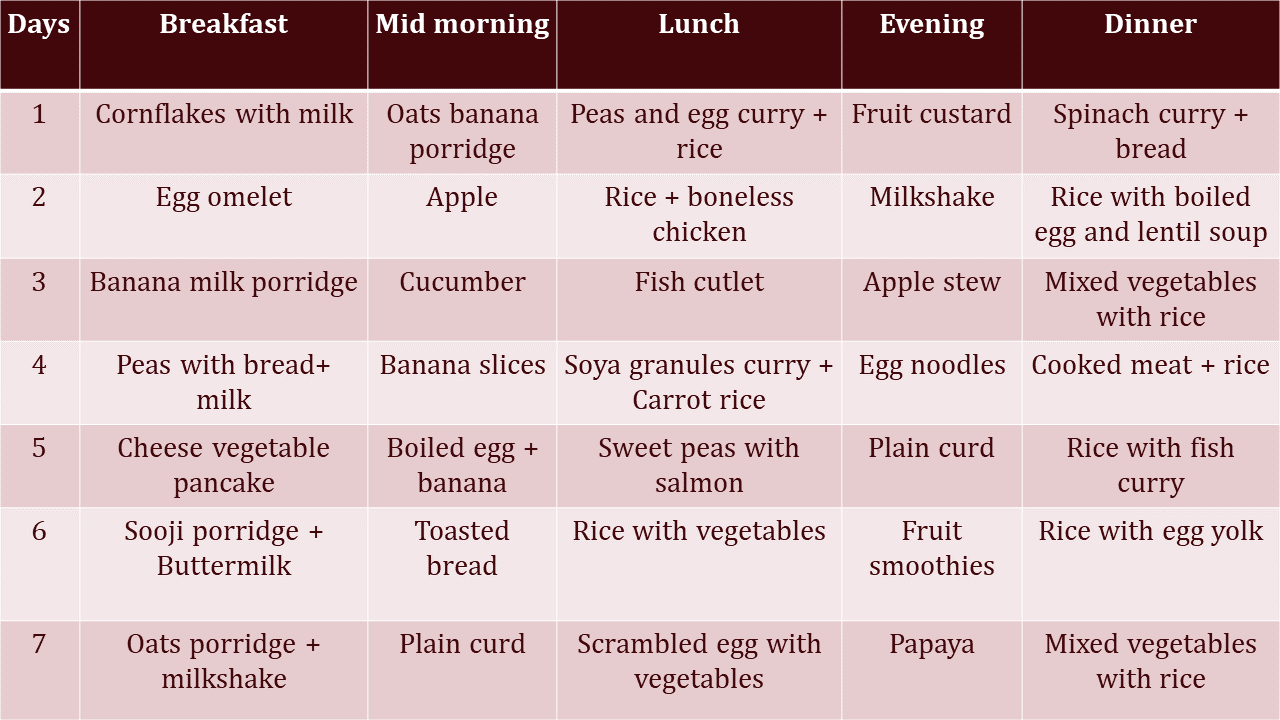 Days Breakfast Mid morning Lunch Evening Dinner
1 Cornflakes with milk Oats banana porridge Peas and egg curry + rice Fruit custard Spinach curry + bread
2 Egg omelet Apple Rice + boneless chicken Milkshake Rice with boiled egg and lentil soup
3 Banana milk porridge Cucumber Fish cutlet Apple stew Mixed vegetables with rice
4 Peas with bread+ milk Banana slices Soya granules curry + Carrot rice Egg noodles Cooked meat + rice
5 Cheese vegetable pancake Boiled egg + banana Sweet peas with salmon Plain curd Rice with fish curry
6 Sooji porridge + Buttermilk Toasted bread Rice with vegetables Fruit smoothies Rice with egg yolk
7 Oats porridge + milkshake Plain curd Scrambled egg with vegetables Papaya Mixed vegetables with rice